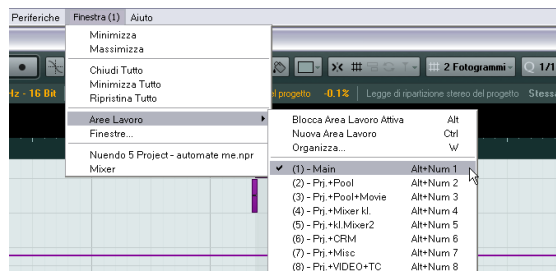 Periferiche Finestra (1) Aiuto
Minimizza
Massimizza
Chiudi Tutto
Minimizza Tutto
Ripristina Tutto
Aree Lavoro
Finestre...
Nuendo 5 Project - automate me.npr
Mixer
2 Fotogrammi
Q 1/1
Hz - 16 Bit
progetto -0.1% Legge di ripartizione stereo del progetto Stess
Blocca Area Lavoro Attiva Alt
Nuova Area Lavoro Ctrl
Organizza... W
(1) - Main Alt+Num 1
(2) - Prj.+Pool Alt+Num 2
(3) - Prj.+Pool+Movie Alt+Num 3
(4) - Prj.+Mixer kl. Alt+Num 4
(5) - Prj.+kl.Mixer2 Alt+Num 5
(6) - Prj.+CRM Alt+Num 6
(7) - Prj.+Misc Alt+Num 7
(8) - Prj.+VIDEO+TC Alt+Num 8